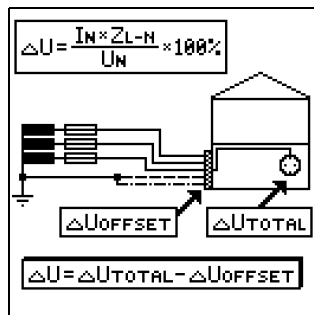 △U = IN×ZL-N / UN ×100%
△UOFFSET △UTOTAL
△U=△UTOTAL-△UOFFSET